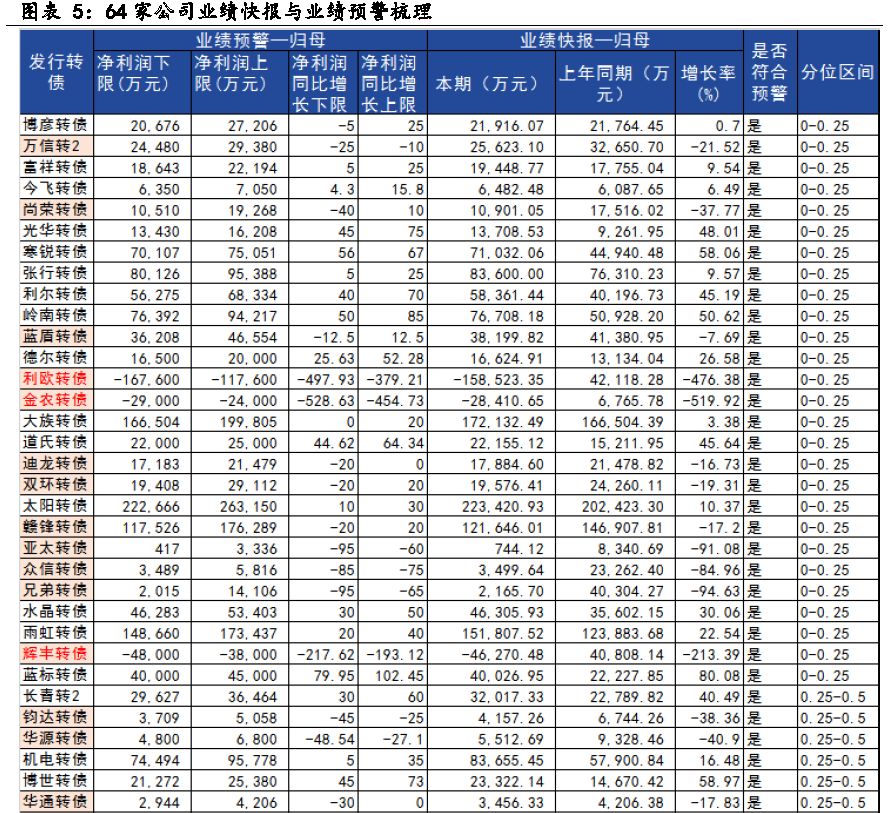 图表 5：64 家公司业绩快报与业绩预警梳理
发行转债 业绩预警—归母 业绩快报—归母 是否符合预警 分位区间
净利润下限(万元) 净利润上限(万元) 净利润同比增长下限 净利润同比增长上限 本期（万元） 上年同期（万元） 增长率(%)
博彦转债 20,676 27,206 -5 25 21,916.07 21,764.45 0.7 是 0-0.25
万信转2 24,480 29,380 -25 -10 25,623.10 32,650.70 -21.52 是 0-0.25
富祥转债 18,643 22,194 5 25 19,448.77 17,755.04 9.54 是 0-0.25
今飞转债 6,350 7,050 4.3 15.8 6,482.48 6,087.65 6.49 是 0-0.25
尚荣转债 10,510 19,268 -40 10 10,901.05 17,516.02 -37.77 是 0-0.25
光华转债 13,430 16,208 45 75 13,708.53 9,261.95 48.01 是 0-0.25
寒锐转债 70,107 75,051 56 67 71,032.06 44,940.48 58.06 是 0-0.25
张行转债 80,126 95,388 5 25 83,600.00 76,310.23 9.57 是 0-0.25
利尔转债 56,275 68,334 40 70 58,361.44 40,196.73 45.19 是 0-0.25
岭南转债 76,392 94,217 50 85 76,708.18 50,928.20 50.62 是 0-0.25
蓝盾转债 36,208 46,554 -12.5 12.5 38,199.82 41,380.95 -7.69 是 0-0.25
德尔转债 16,500 20,000 25.63 52.28 16,624.91 13,134.04 26.58 是 0-0.25
利欧转债 -167,600 -117,600 -497.93 -379.21 -158,523.35 42,118.28 -476.38 是 0-0.25
金农转债 -29,000 -24,000 -528.63 -454.73 -28,410.65 6,765.78 -519.92 是 0-0.25
大族转债 166,504 199,805 0 20 172,132.49 166,504.39 3.38 是 0-0.25
道氏转债 22,000 25,000 44.62 64.34 22,155.12 15,211.95 45.64 是 0-0.25
迪龙转债 17,183 21,479 -20 0 17,884.60 21,478.82 -16.73 是 0-0.25
双环转债 19,408 29,112 -20 20 19,576.41 24,260.11 -19.31 是 0-0.25
太阳转债 222,666 263,150 10 30 223,420.93 202,423.30 10.37 是 0-0.25
赣锋转债 117,526 176,289 -20 20 121,646.01 146,907.81 -17.2 是 0-0.25
亚太转债 417 3,336 -95 -60 744.12 8,340.69 -91.08 是 0-0.25
众信转债 3,489 5,816 -85 -75 3,499.64 23,262.40 -84.96 是 0-0.25
兄弟转债 2,015 14,106 -95 -65 2,165.70 40,304.27 -94.63 是 0-0.25
水晶转债 46,283 53,403 30 50 46,305.93 35,602.15 30.06 是 0-0.25
雨虹转债 148,660 173,437 20 40 151,807.52 123,883.68 22.54 是 0-0.25
辉丰转债 -48,000 -38,000 -217.62 -193.12 -46,270.48 40,808.14 -213.39 是 0-0.25
蓝标转债 40,000 45,000 79.95 102.45 40,026.95 22,227.85 80.08 是 0-0.25
长青转2 29,627 36,464 30 60 32,017.33 22,789.82 40.49 是 0.25-0.5
钧达转债 3,709 5,058 -45 -25 4,157.26 6,744.26 -38.36 是 0.25-0.5
华源转债 4,800 6,800 -48.54 -27.1 5,512.69 9,328.46 -40.9 是 0.25-0.5
机电转债 74,494 95,778 5 35 83,655.45 57,900.84 16.48 是 0.25-0.5
博世转债 21,272 25,380 45 73 23,322.14 14,670.42 58.97 是 0.25-0.5
华通转债 2,944 4,206 -30 0 3,456.33 4,206.38 -17.83 是 0.25-0.5